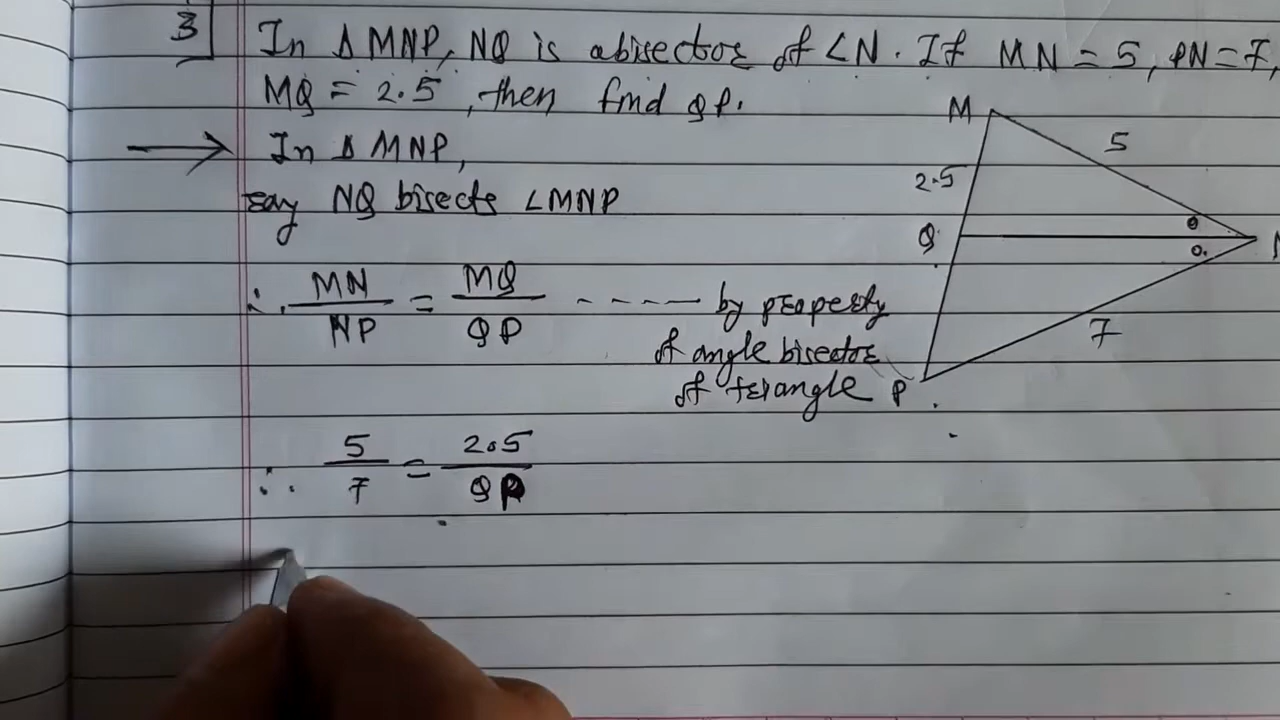 3] In ∆MNP, NQ is a bisector of ∠N. If MN = 5, PN = 7,
MQ = 2.5, then find QP.
In ∆ MNP,
say NQ bisects ∠MNP
∴ MN/NP = MQ/QP ----- by property
of angle bisector
of triangle
∴ 5/7 = 2.5/QP
M
5
2.5
Q
N
7
P